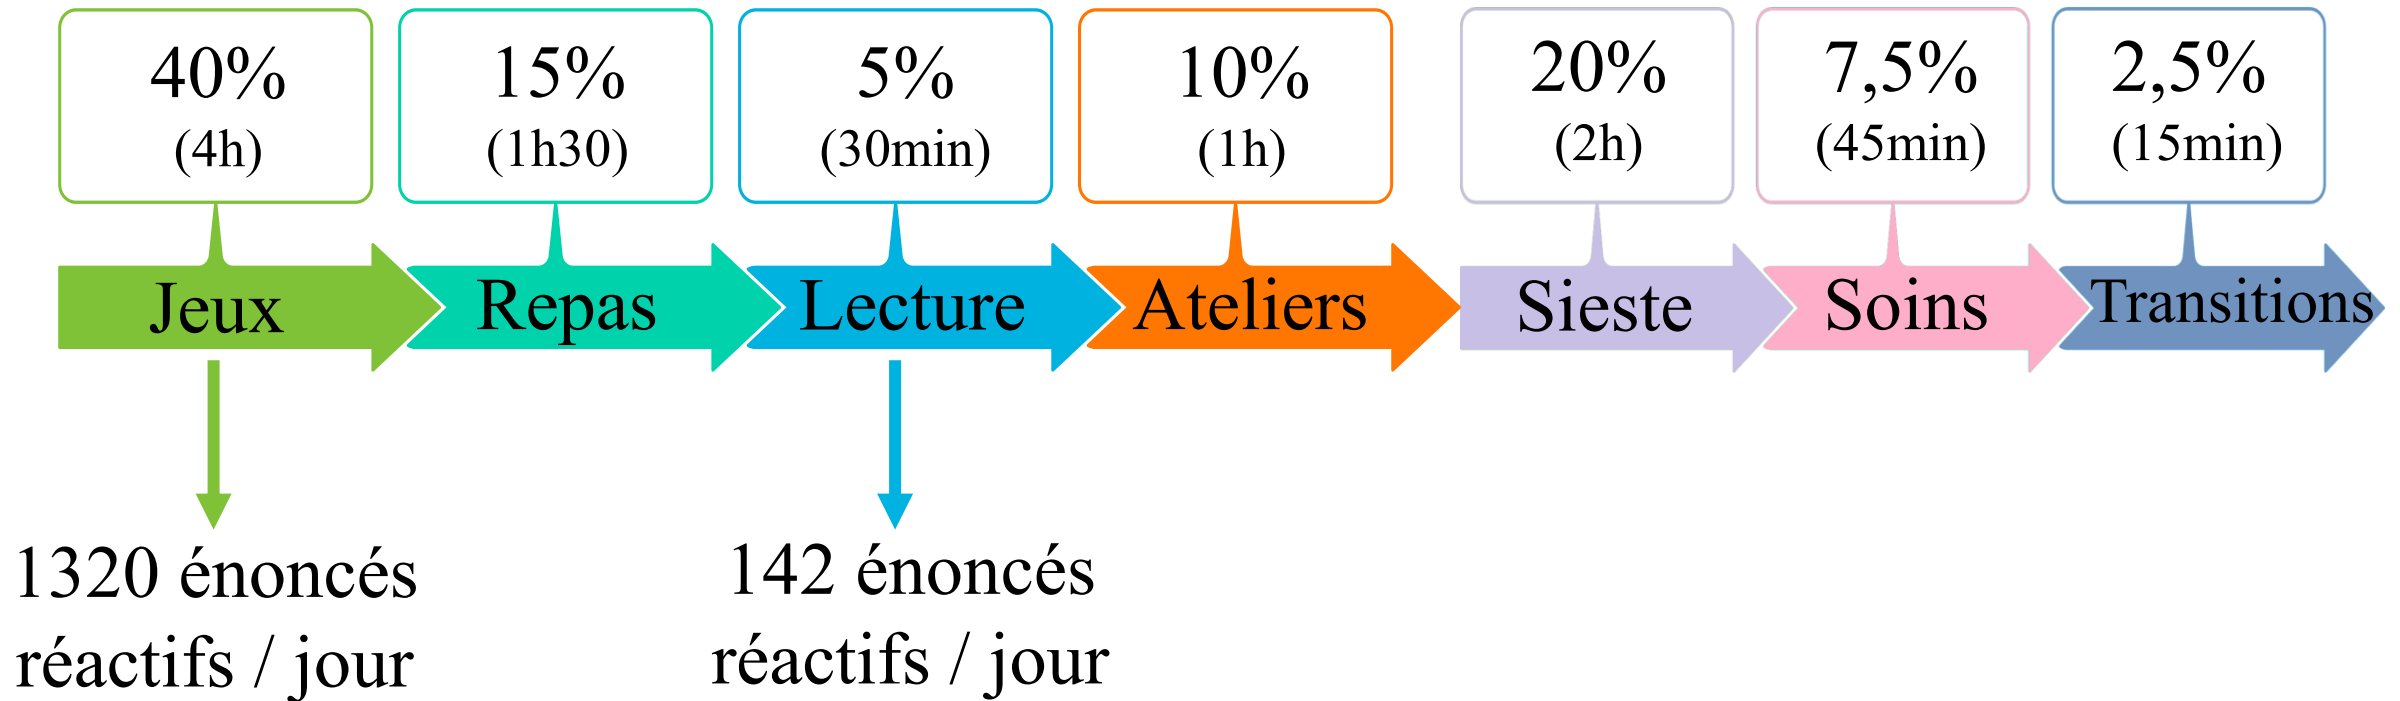 40%
(4h)
15%
(1h30)
5%
(30min)
10%
(1h)
20%
(2h)
7,5%
(45min)
2,5%
(15min)
Jeux
Repas
Lecture
Ateliers
Sieste
Soins
Transitions
1320 énoncés
réactifs / jour
142 énoncés
réactifs / jour